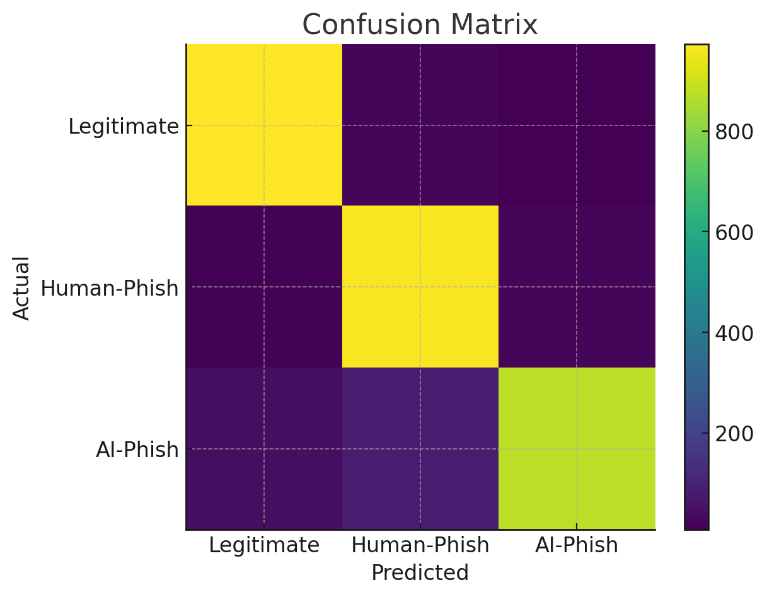 Confusion Matrix
Legitimate
Human-Phish
AI-Phish
Actual
Legitimate Human-Phish AI-Phish
Predicted
800
600
400
200